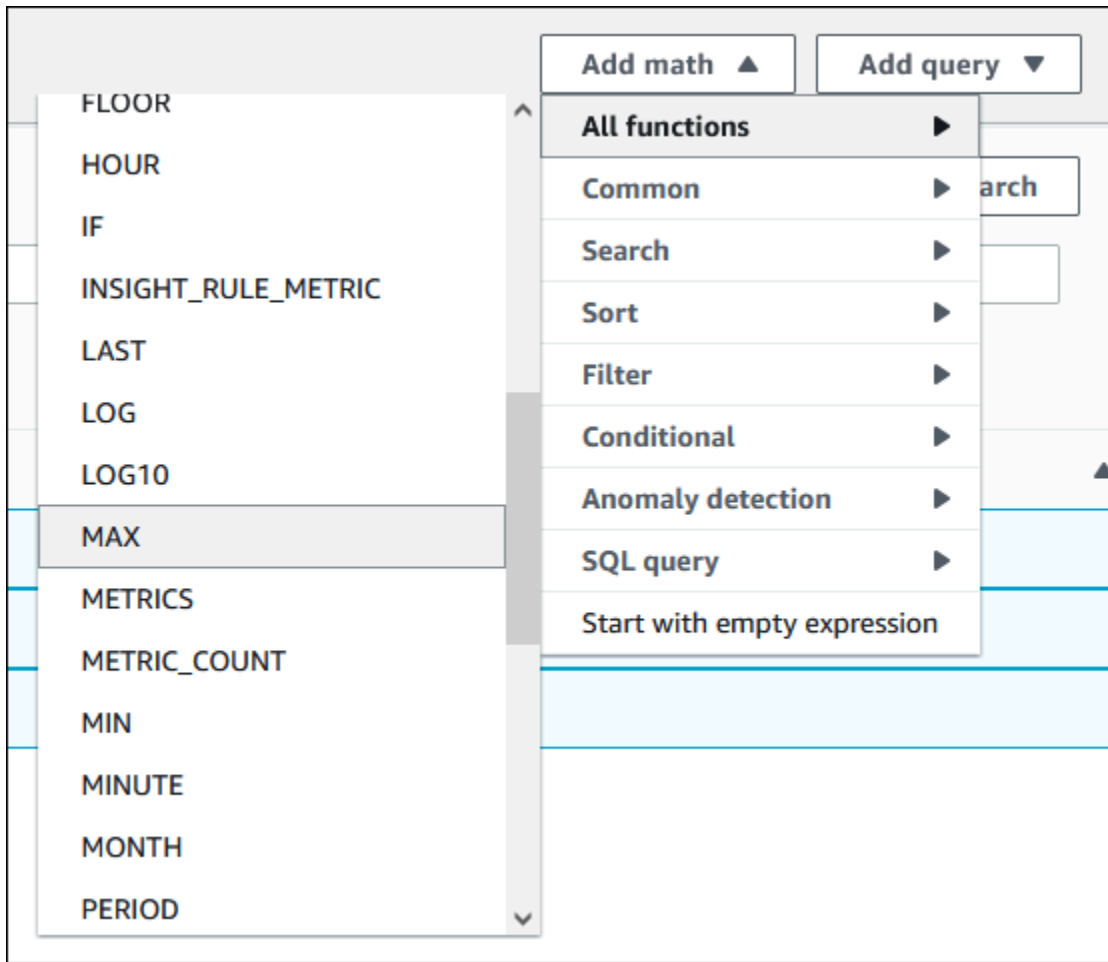 Add math ▲
Add query ▼
FLOOR
HOUR
IF
INSIGHT_RULE_METRIC
LAST
LOG
LOG10
MAX
METRICS
METRIC_COUNT
MIN
MINUTE
MONTH
PERIOD
All functions
Common
Search
Sort
Filter
Conditional
Anomaly detection
SQL query
Start with empty expression
arch